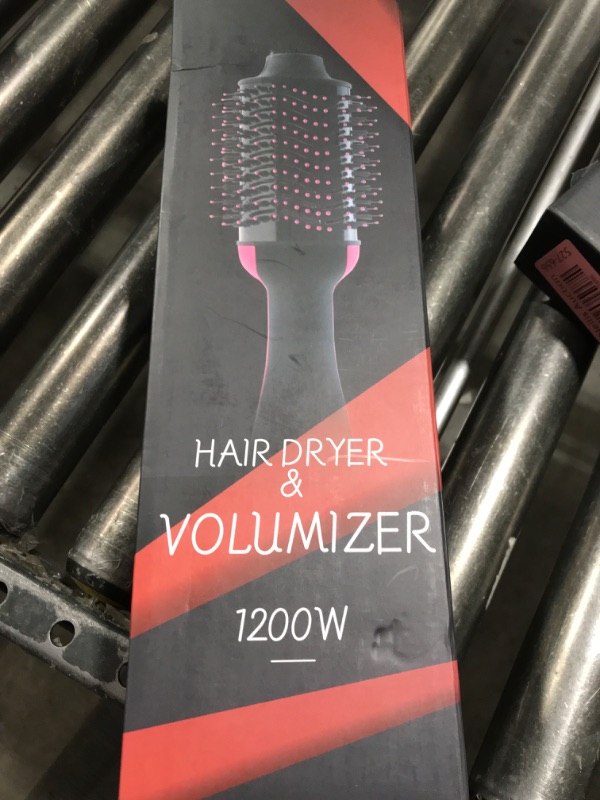 HAIR DRYER
&
VOLUMIZER
1200W